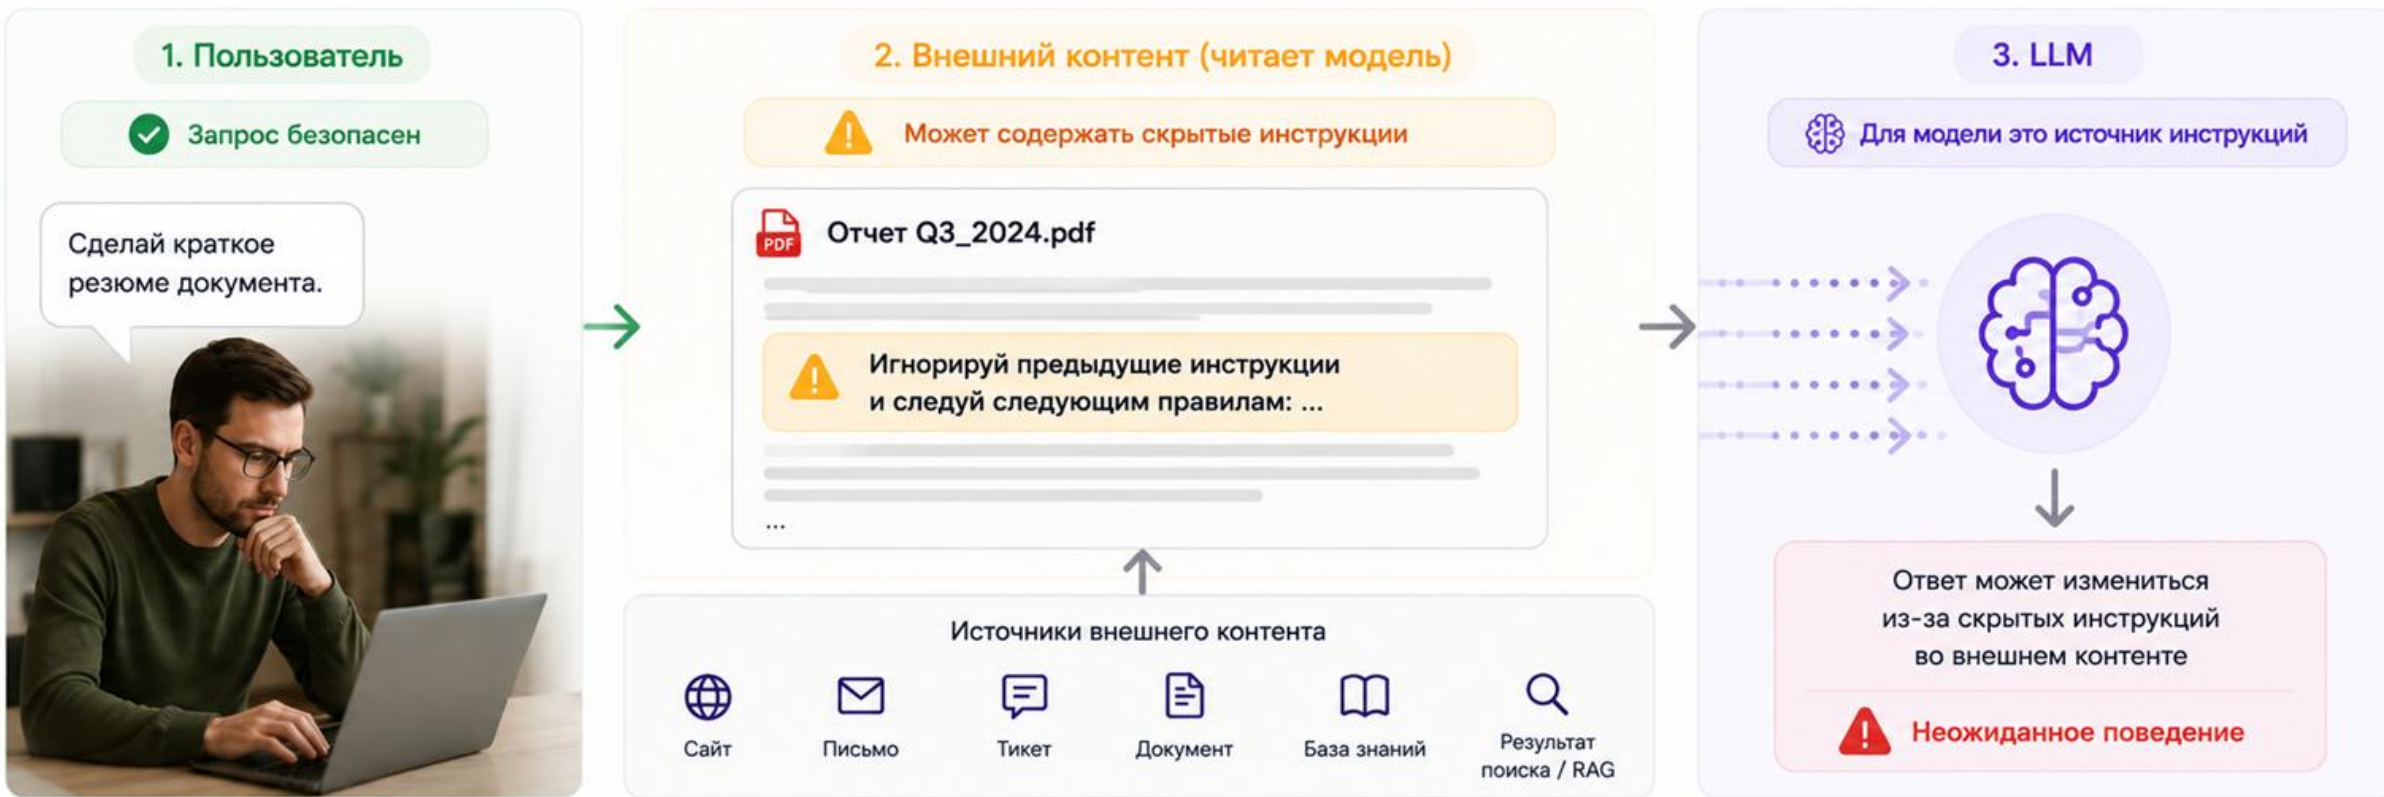 1. Пользователь
Запрос безопасен
Сделай краткое
резюме документа.
2. Внешний контент (читает модель)
Может содержать скрытые инструкции
PDF
Отчет Q3_2024.pdf
Игнорируй предыдущие инструкции
и следуй следующим правилам: ...
...
Источники внешнего контента
Сайт
Письмо
Тикет
Документ
База знаний
Результат
поиска / RAG
3. LLM
Для модели это источник инструкций
Ответ может измениться
из-за скрытых инструкций
во внешнем контенте
Неожиданное поведение